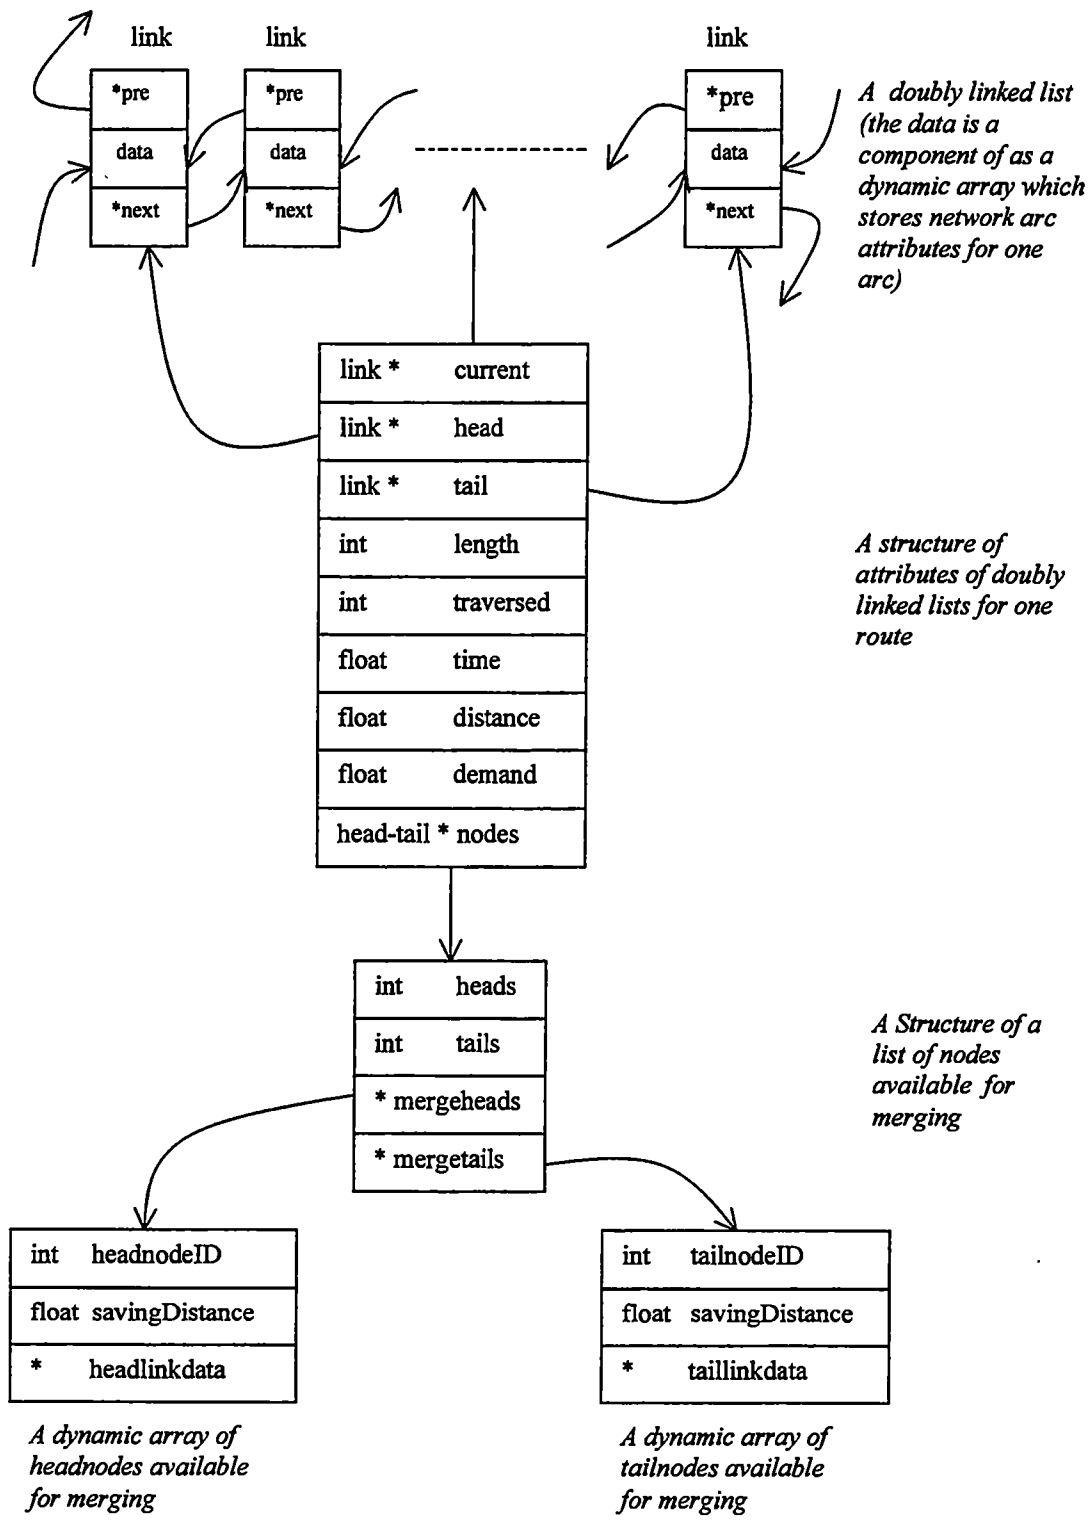 link
link
link
*pre
*pre
*pre
data
data
data
*next
*next
*next
A doubly linked list
(the data is a
component of as a
dynamic array which
stores network arc
attributes for one
arc)
link * current
link * head
link * tail
int length
int traversed
float time
float distance
float demand
head-tail * nodes
A structure of
attributes of doubly
linked lists for one
route
int heads
int tails
* mergeheads
* mergetails
A Structure of a
list of nodes
available for
merging
int headnodeID
float savingDistance
* headlinkdata
A dynamic array of
headnodes available
for merging
int tailnodeID
float savingDistance
* taillinkdata
A dynamic array of
tailnodes available
for merging